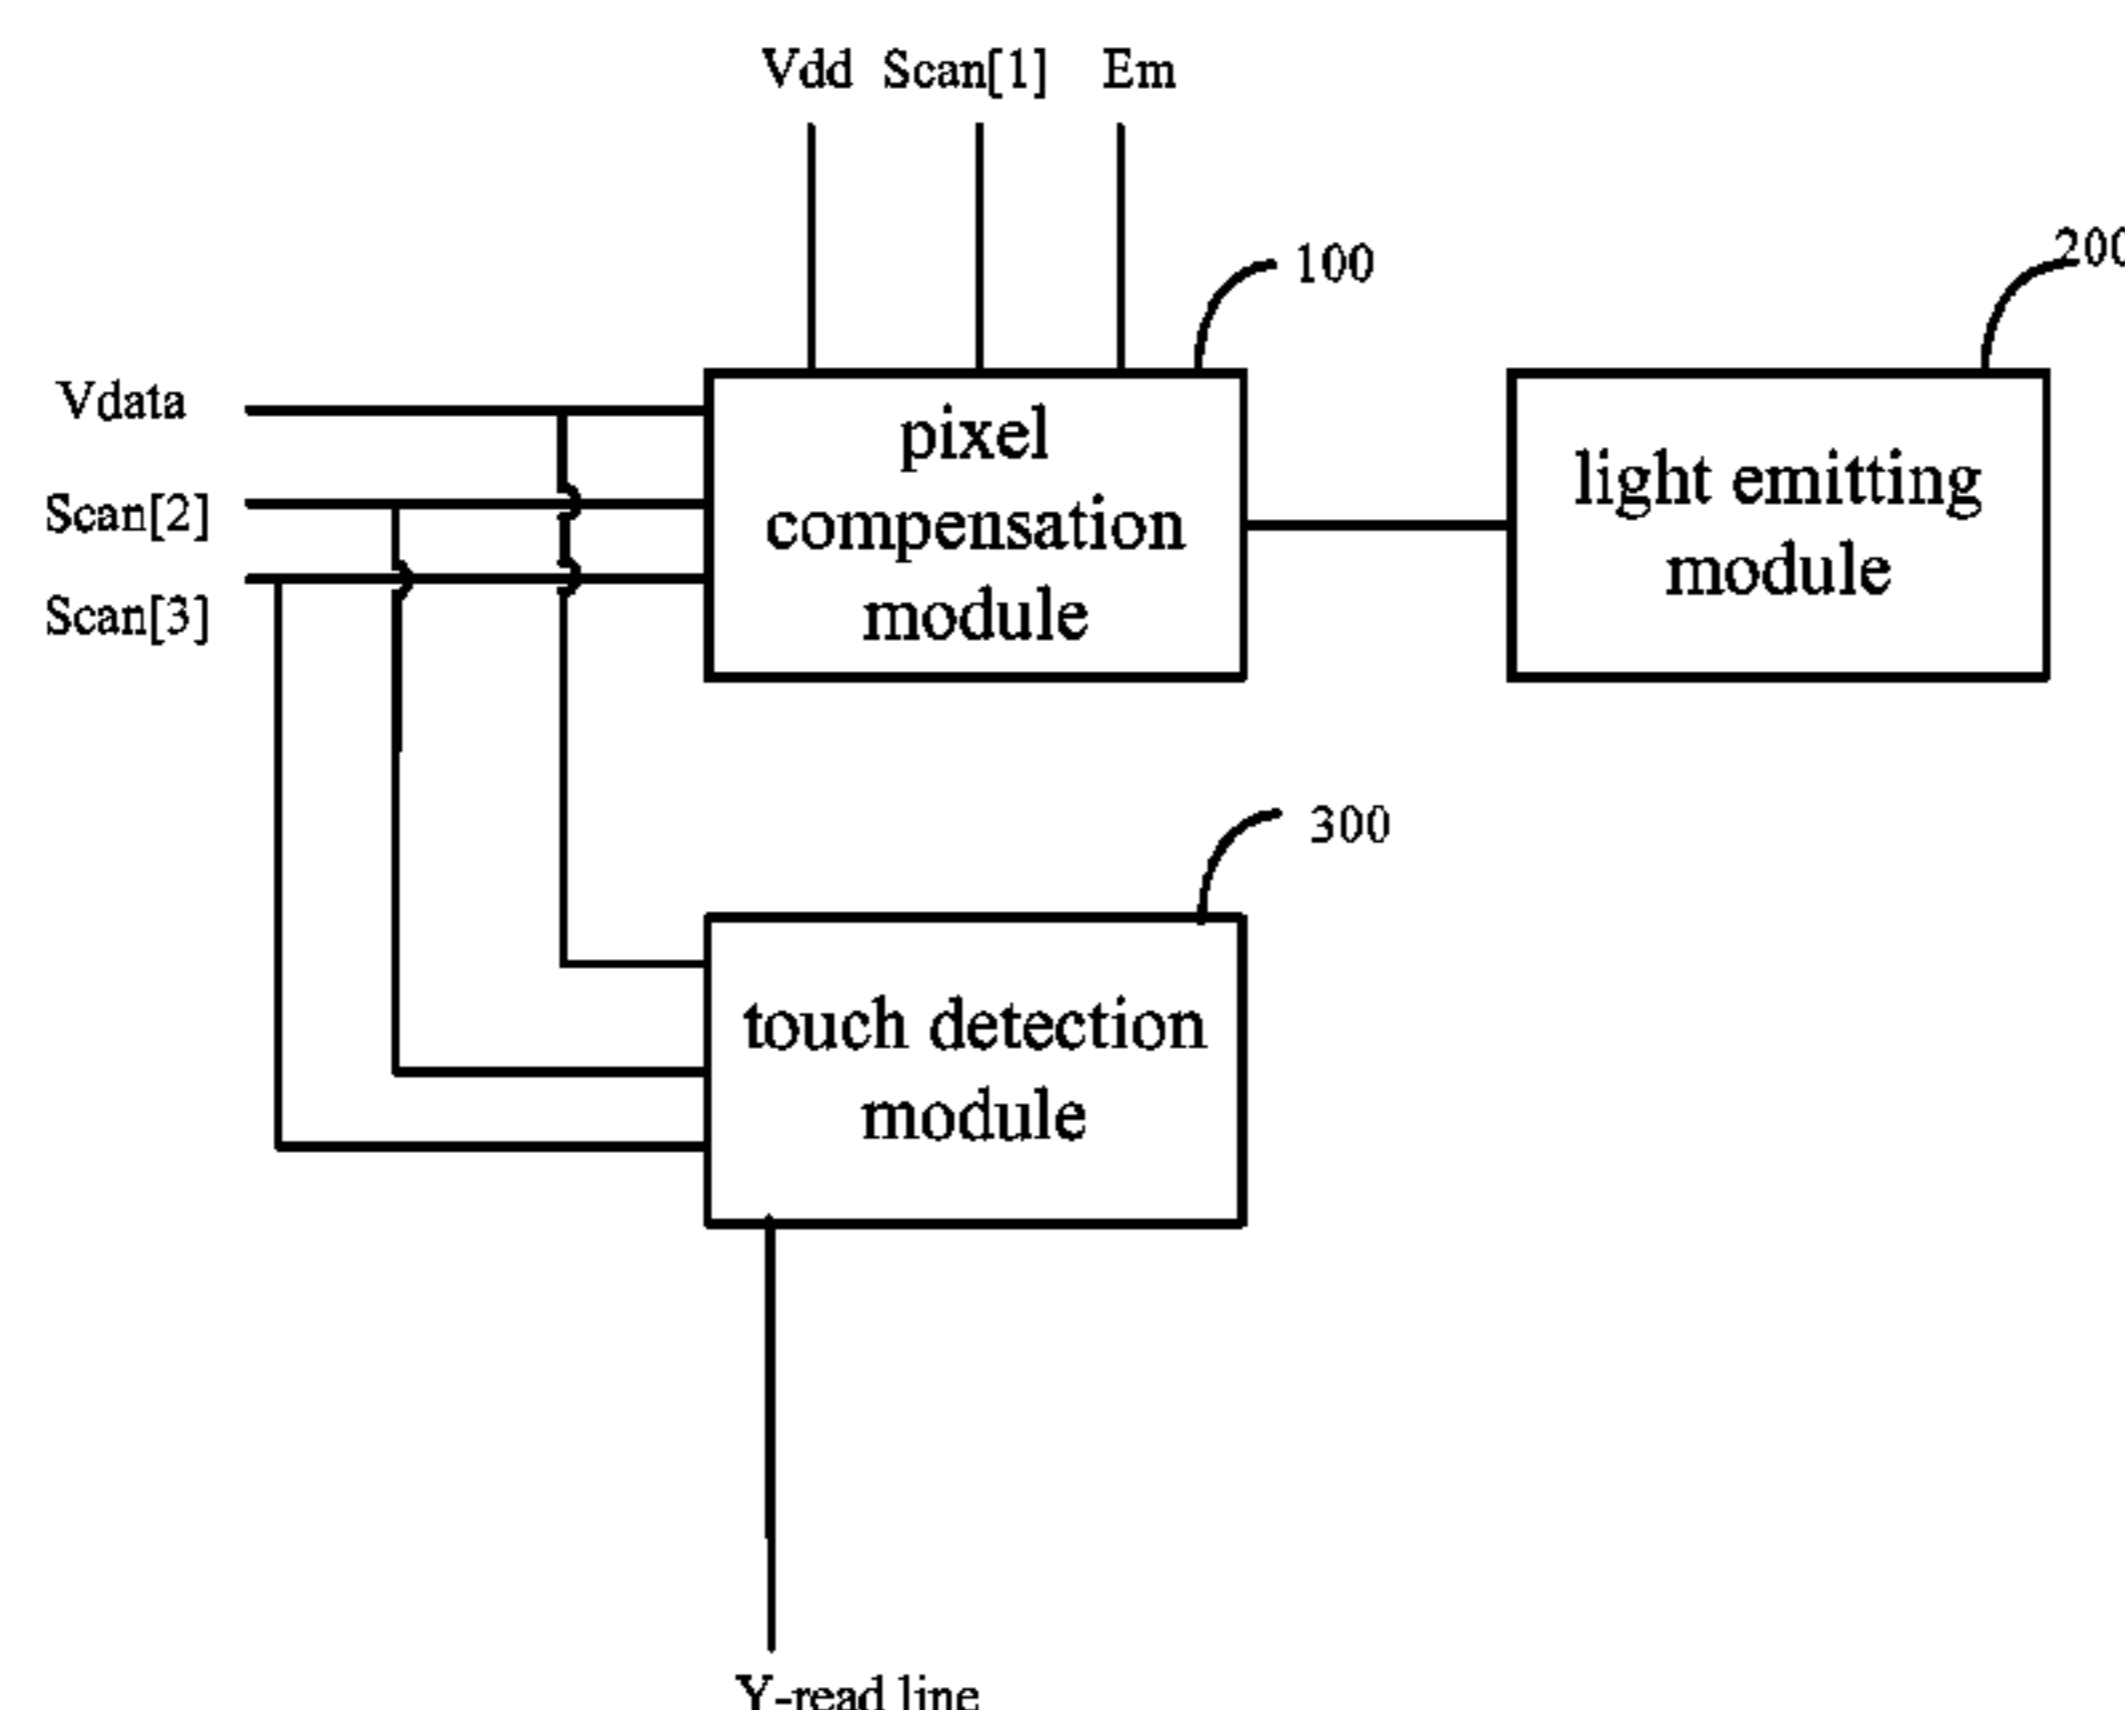 Vdd Scan[1] Em
100
200
Vdata
Scan[2]
Scan[3]
pixel
compensation
module
light emitting
module
300
touch detection
module
Y-read line